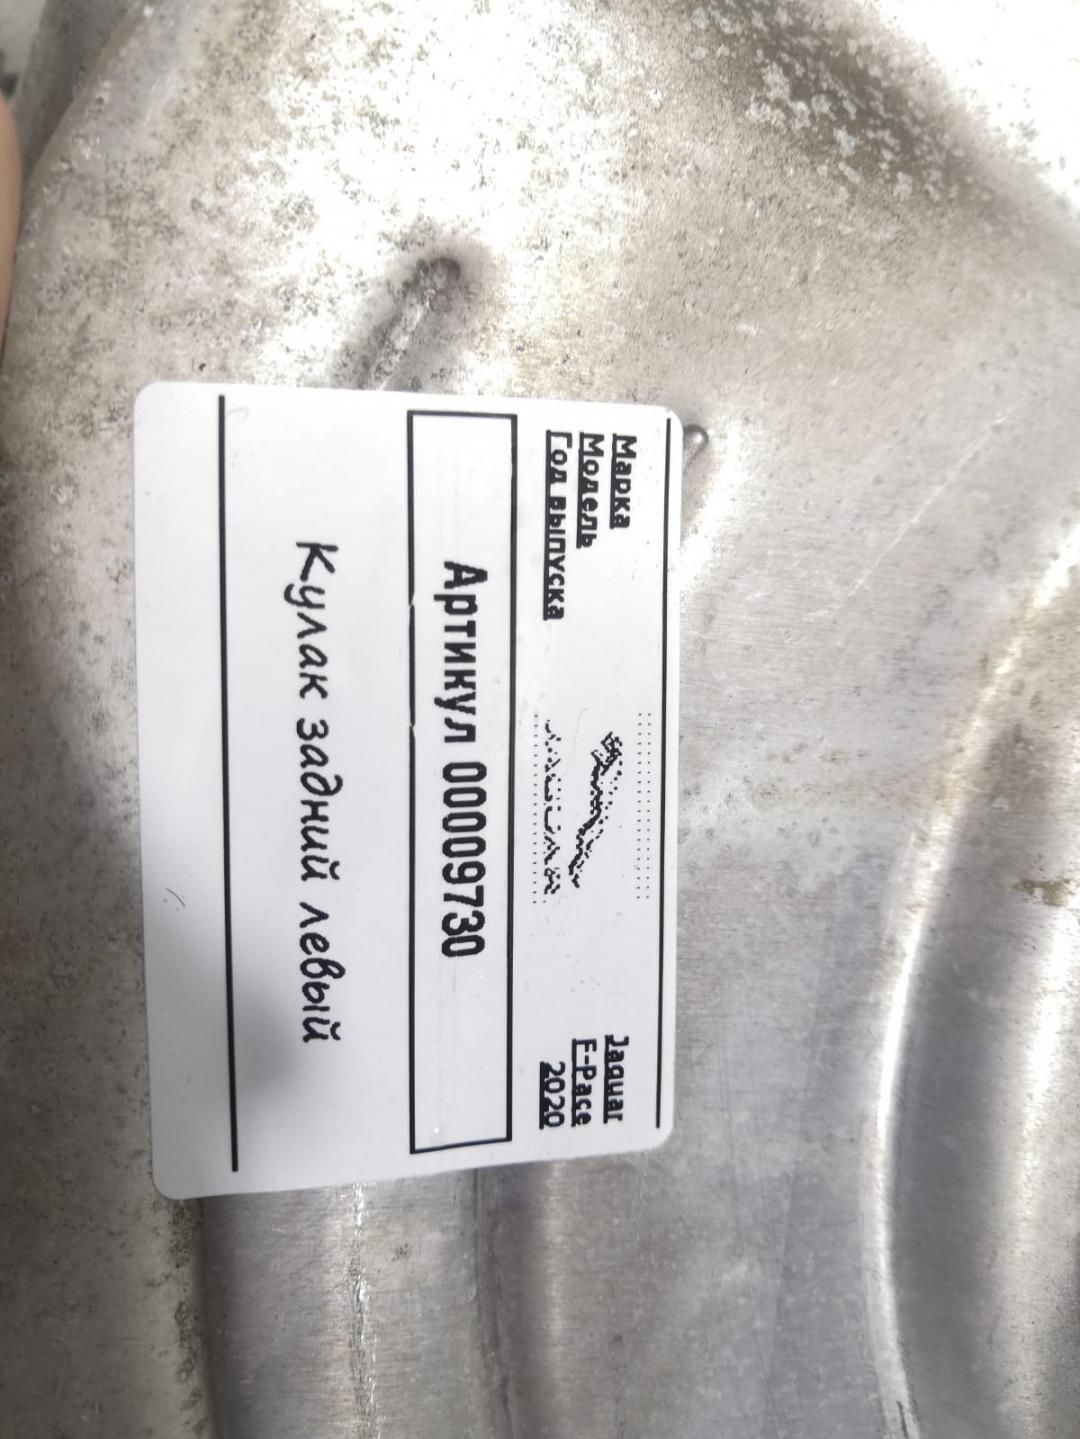 Марка Jaguar
Модель F-Pace
Год выпуска 2020
Артикул 00009730
Кулак задний левый